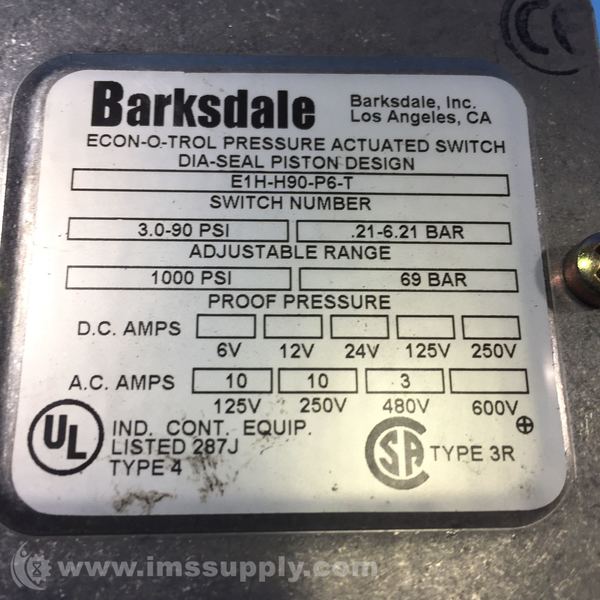 CE
Barksdale
Barksdale, Inc.
Los Angeles, CA
ECON-O-TROL PRESSURE ACTUATED SWITCH
DIA-SEAL PISTON DESIGN
E1H-H90-P6-T
SWITCH NUMBER
3.0-90 PSI .21-6.21 BAR
ADJUSTABLE RANGE
1000 PSI 69 BAR
PROOF PRESSURE
D.C. AMPS
6V 12V 24V 125V 250V
A.C. AMPS 10 10 3
125V 250V 480V 600V
UL
IND. CONT. EQUIP.
LISTED 287J
TYPE 4
CSA
TYPE 3R
www.imssupply.com